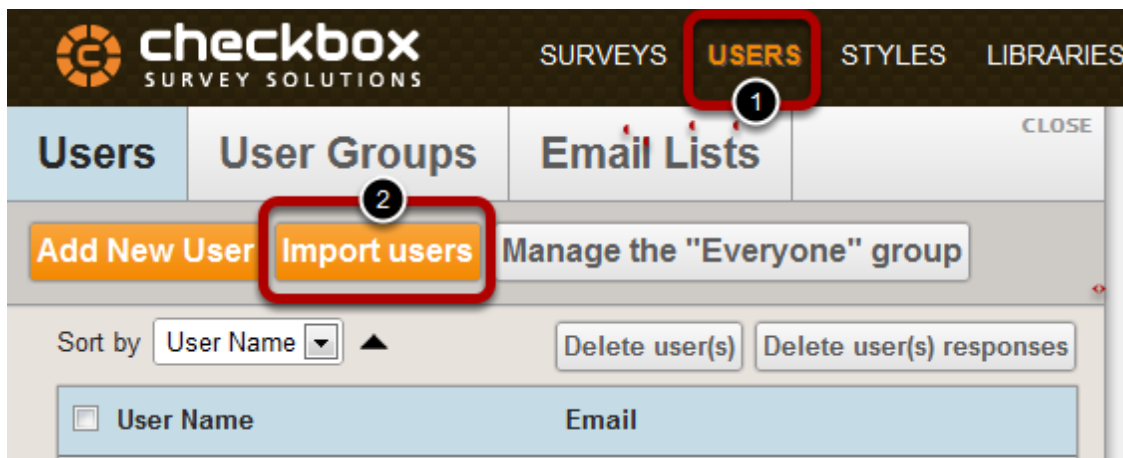 checkbox
SURVEY SOLUTIONS
SURVEYS USERS STYLES LIBRARIES
1
Users User Groups Email Lists CLOSE
2
Add New User Import users Manage the "Everyone" group
Sort by User Name Delete user(s) Delete user(s) responses
User Name Email